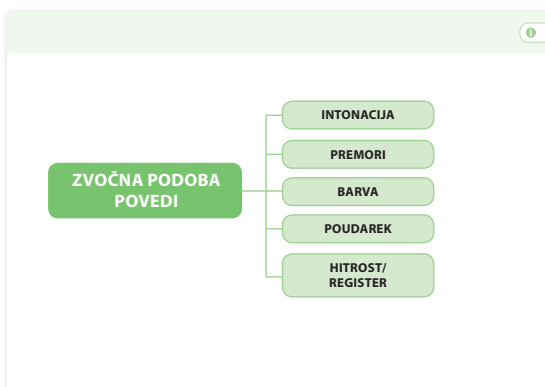 ZVOČNA PODOBA
POVEDI
INTONACIJA
PREMORI
BARVA
POUDAREK
HITROST/
REGISTER